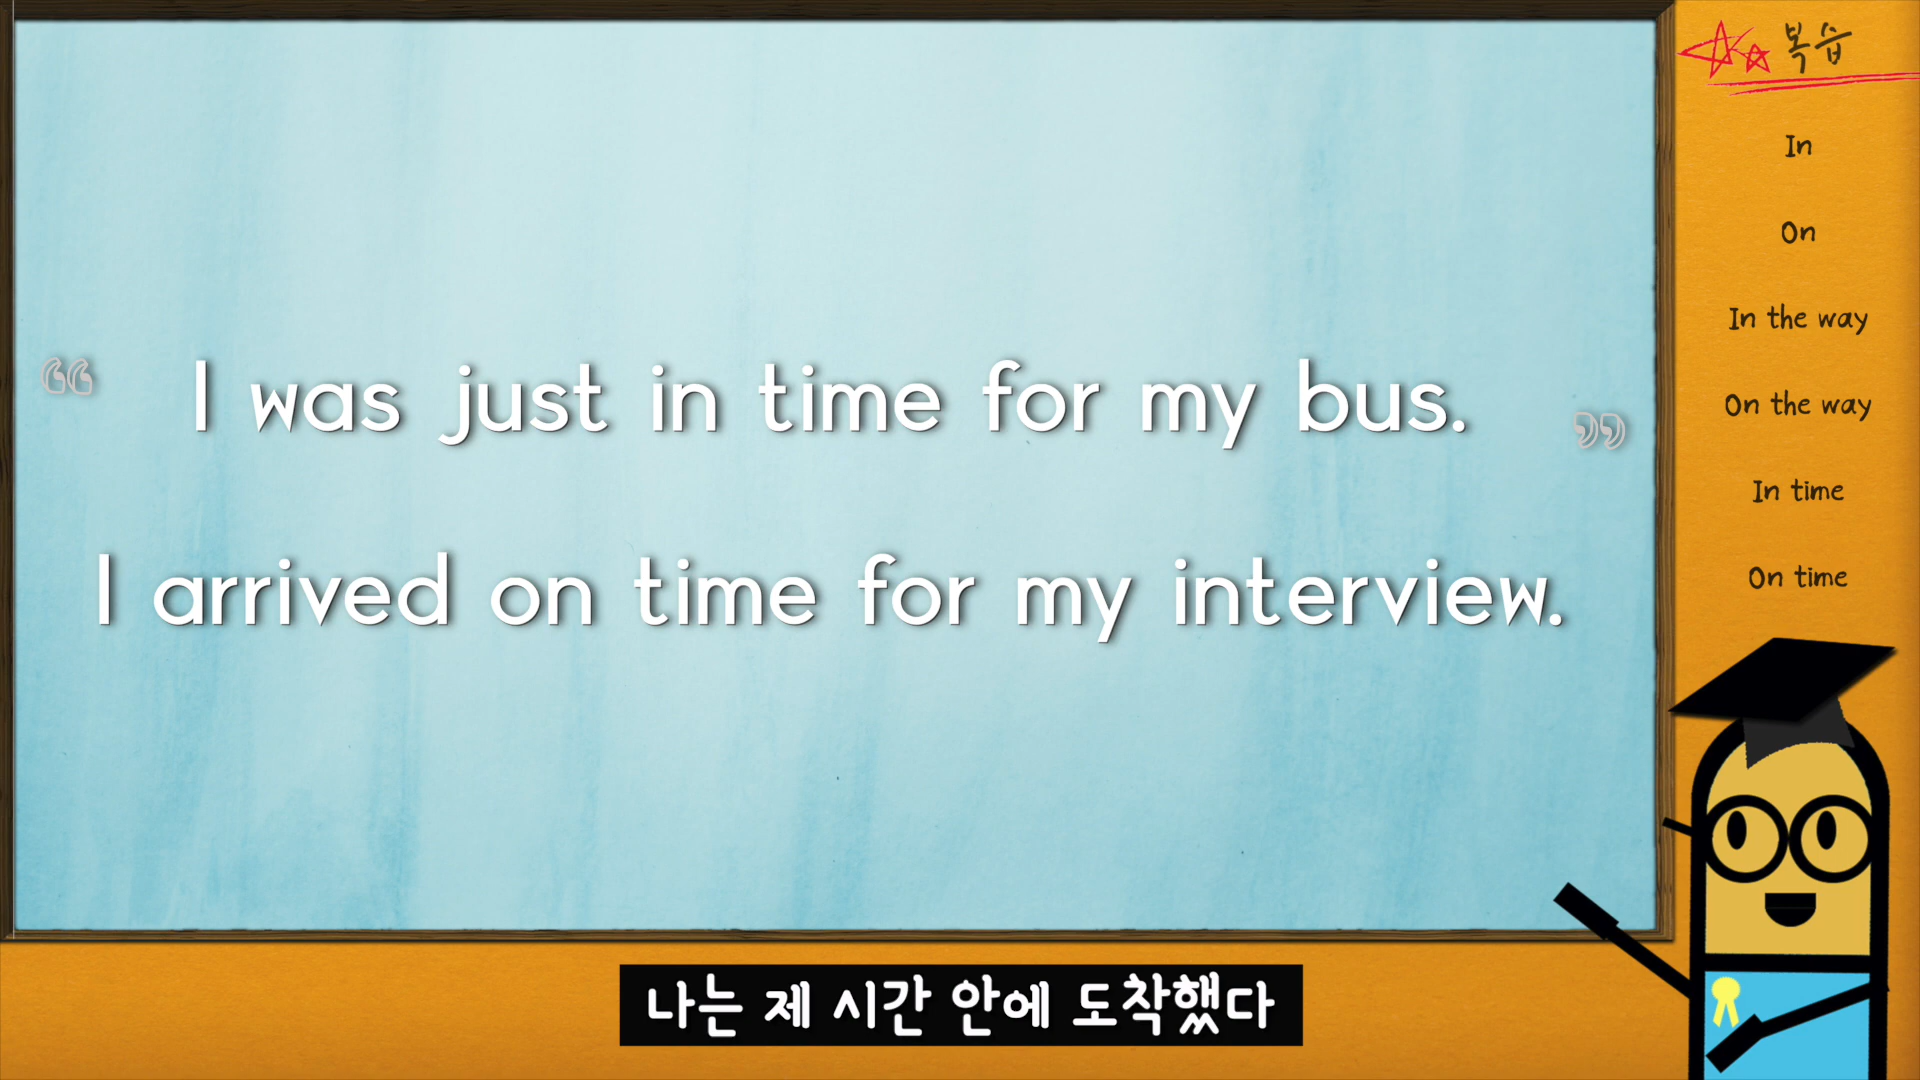 “ I was just in time for my bus. ”
I arrived on time for my interview.
복습
In
On
In the way
On the way
In time
On time
나는 제 시간 안에 도착했다